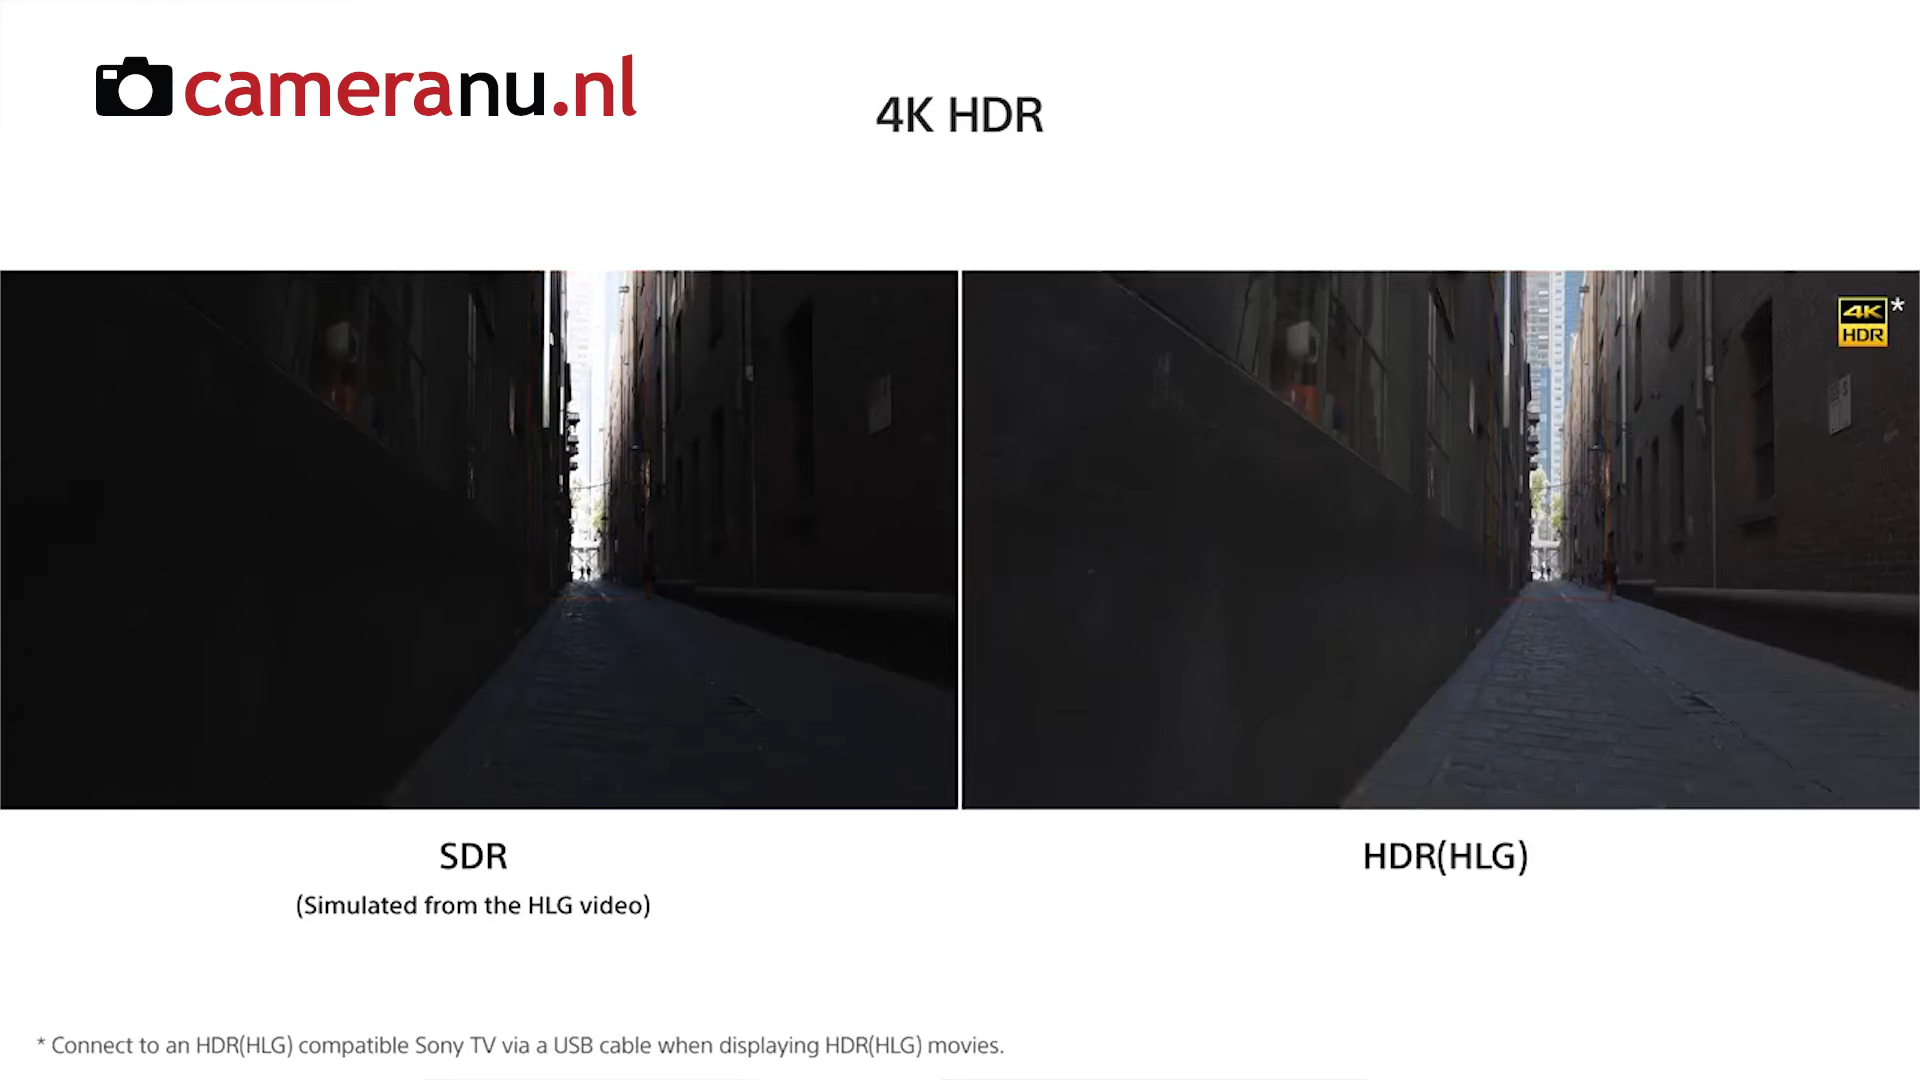 cameranu.nl
4K HDR
4K
HDR
*
SDR
(Simulated from the HLG video)
HDR(HLG)
* Connect to an HDR(HLG) compatible Sony TV via a USB cable when displaying HDR(HLG) movies.